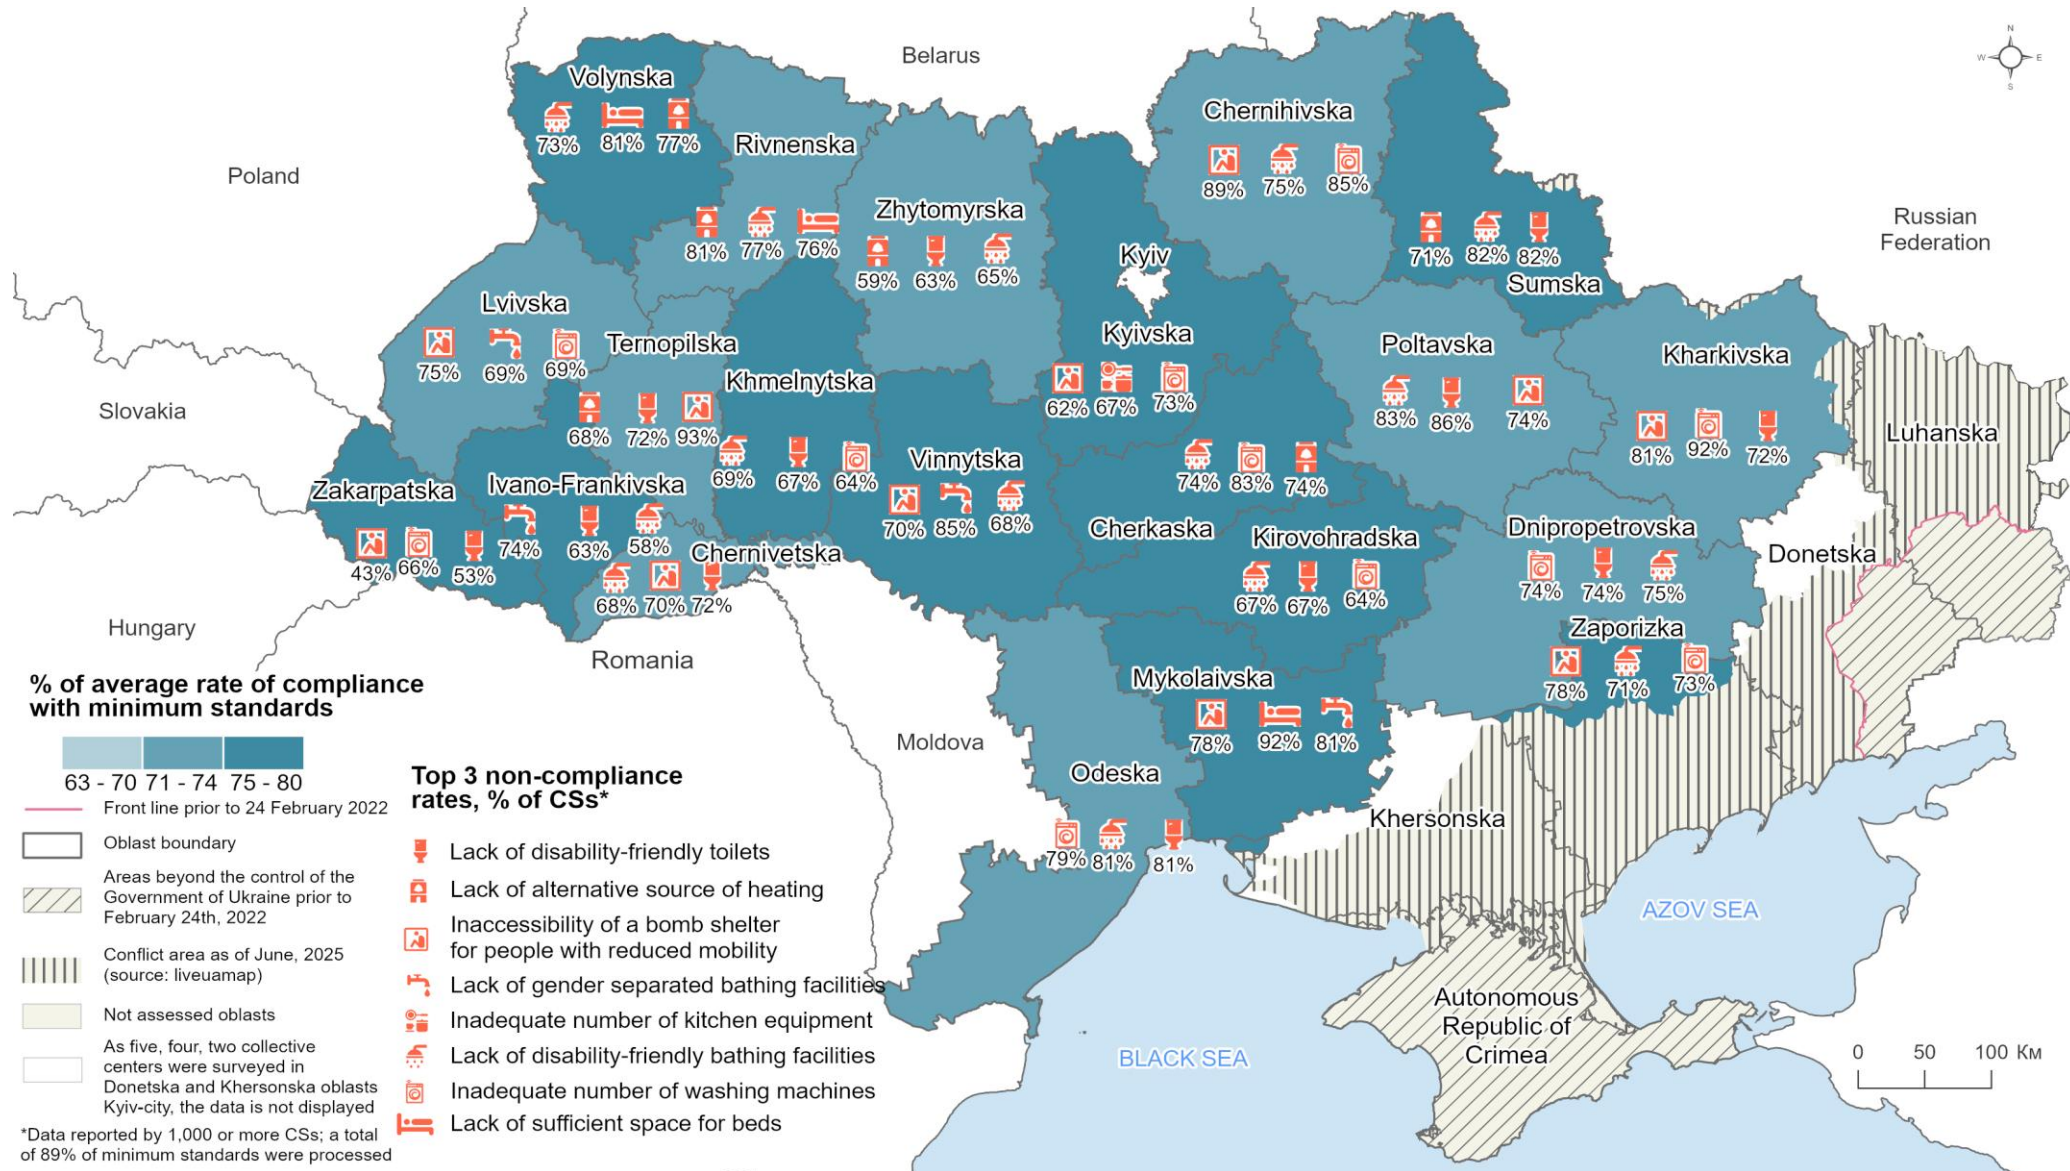 N
W
E
S
Belarus
Poland
Russian
Federation
Slovakia
Hungary
Romania
Moldova
Volynska
73% 81% 77%
Rivnenska
81% 77% 76%
Zhytomyrska
59% 63% 65%
Chernihivska
89% 75% 85%
71% 82% 82%
Sumska
Kyiv
Kyivska
62% 67% 73%
Lvivska
75% 69% 69%
Ternopilska
68% 72% 93%
Khmelnytska
69% 67% 64%
Vinnytska
70% 85% 68%
Poltavska
83% 86% 74%
Kharkivska
81% 92% 72%
Luhanska
Zakarpatska
43% 66% 53%
Ivano-Frankivska
74% 63% 58%
Chernivetska
68% 70% 72%
74% 83% 74%
Cherkaska
Kirovohradska
67% 67% 64%
Dnipropetrovska
74% 74% 75%
Donetska
Zaporizka
78% 71% 73%
Mykolaivska
78% 92% 81%
Odeska
79% 81% 81%
Khersonska
AZOV SEA
BLACK SEA
Autonomous
Republic of
Crimea
0 50 100 Км
% of average rate of compliance
with minimum standards
63 - 70 71 - 74 75 - 80
Front line prior to 24 February 2022
Oblast boundary
Areas beyond the control of the
Government of Ukraine prior to
February 24th, 2022
Conflict area as of June, 2025
(source: liveuamap)
Not assessed oblasts
As five, four, two collective
centers were surveyed in
Donetska and Khersonska oblasts
Kyiv-city, the data is not displayed
*Data reported by 1,000 or more CSs; a total
of 89% of minimum standards were processed
Top 3 non-compliance
rates, % of CSs*
Lack of disability-friendly toilets
Lack of alternative source of heating
Inaccessibility of a bomb shelter
for people with reduced mobility
Lack of gender separated bathing facilities
Inadequate number of kitchen equipment
Lack of disability-friendly bathing facilities
Inadequate number of washing machines
Lack of sufficient space for beds